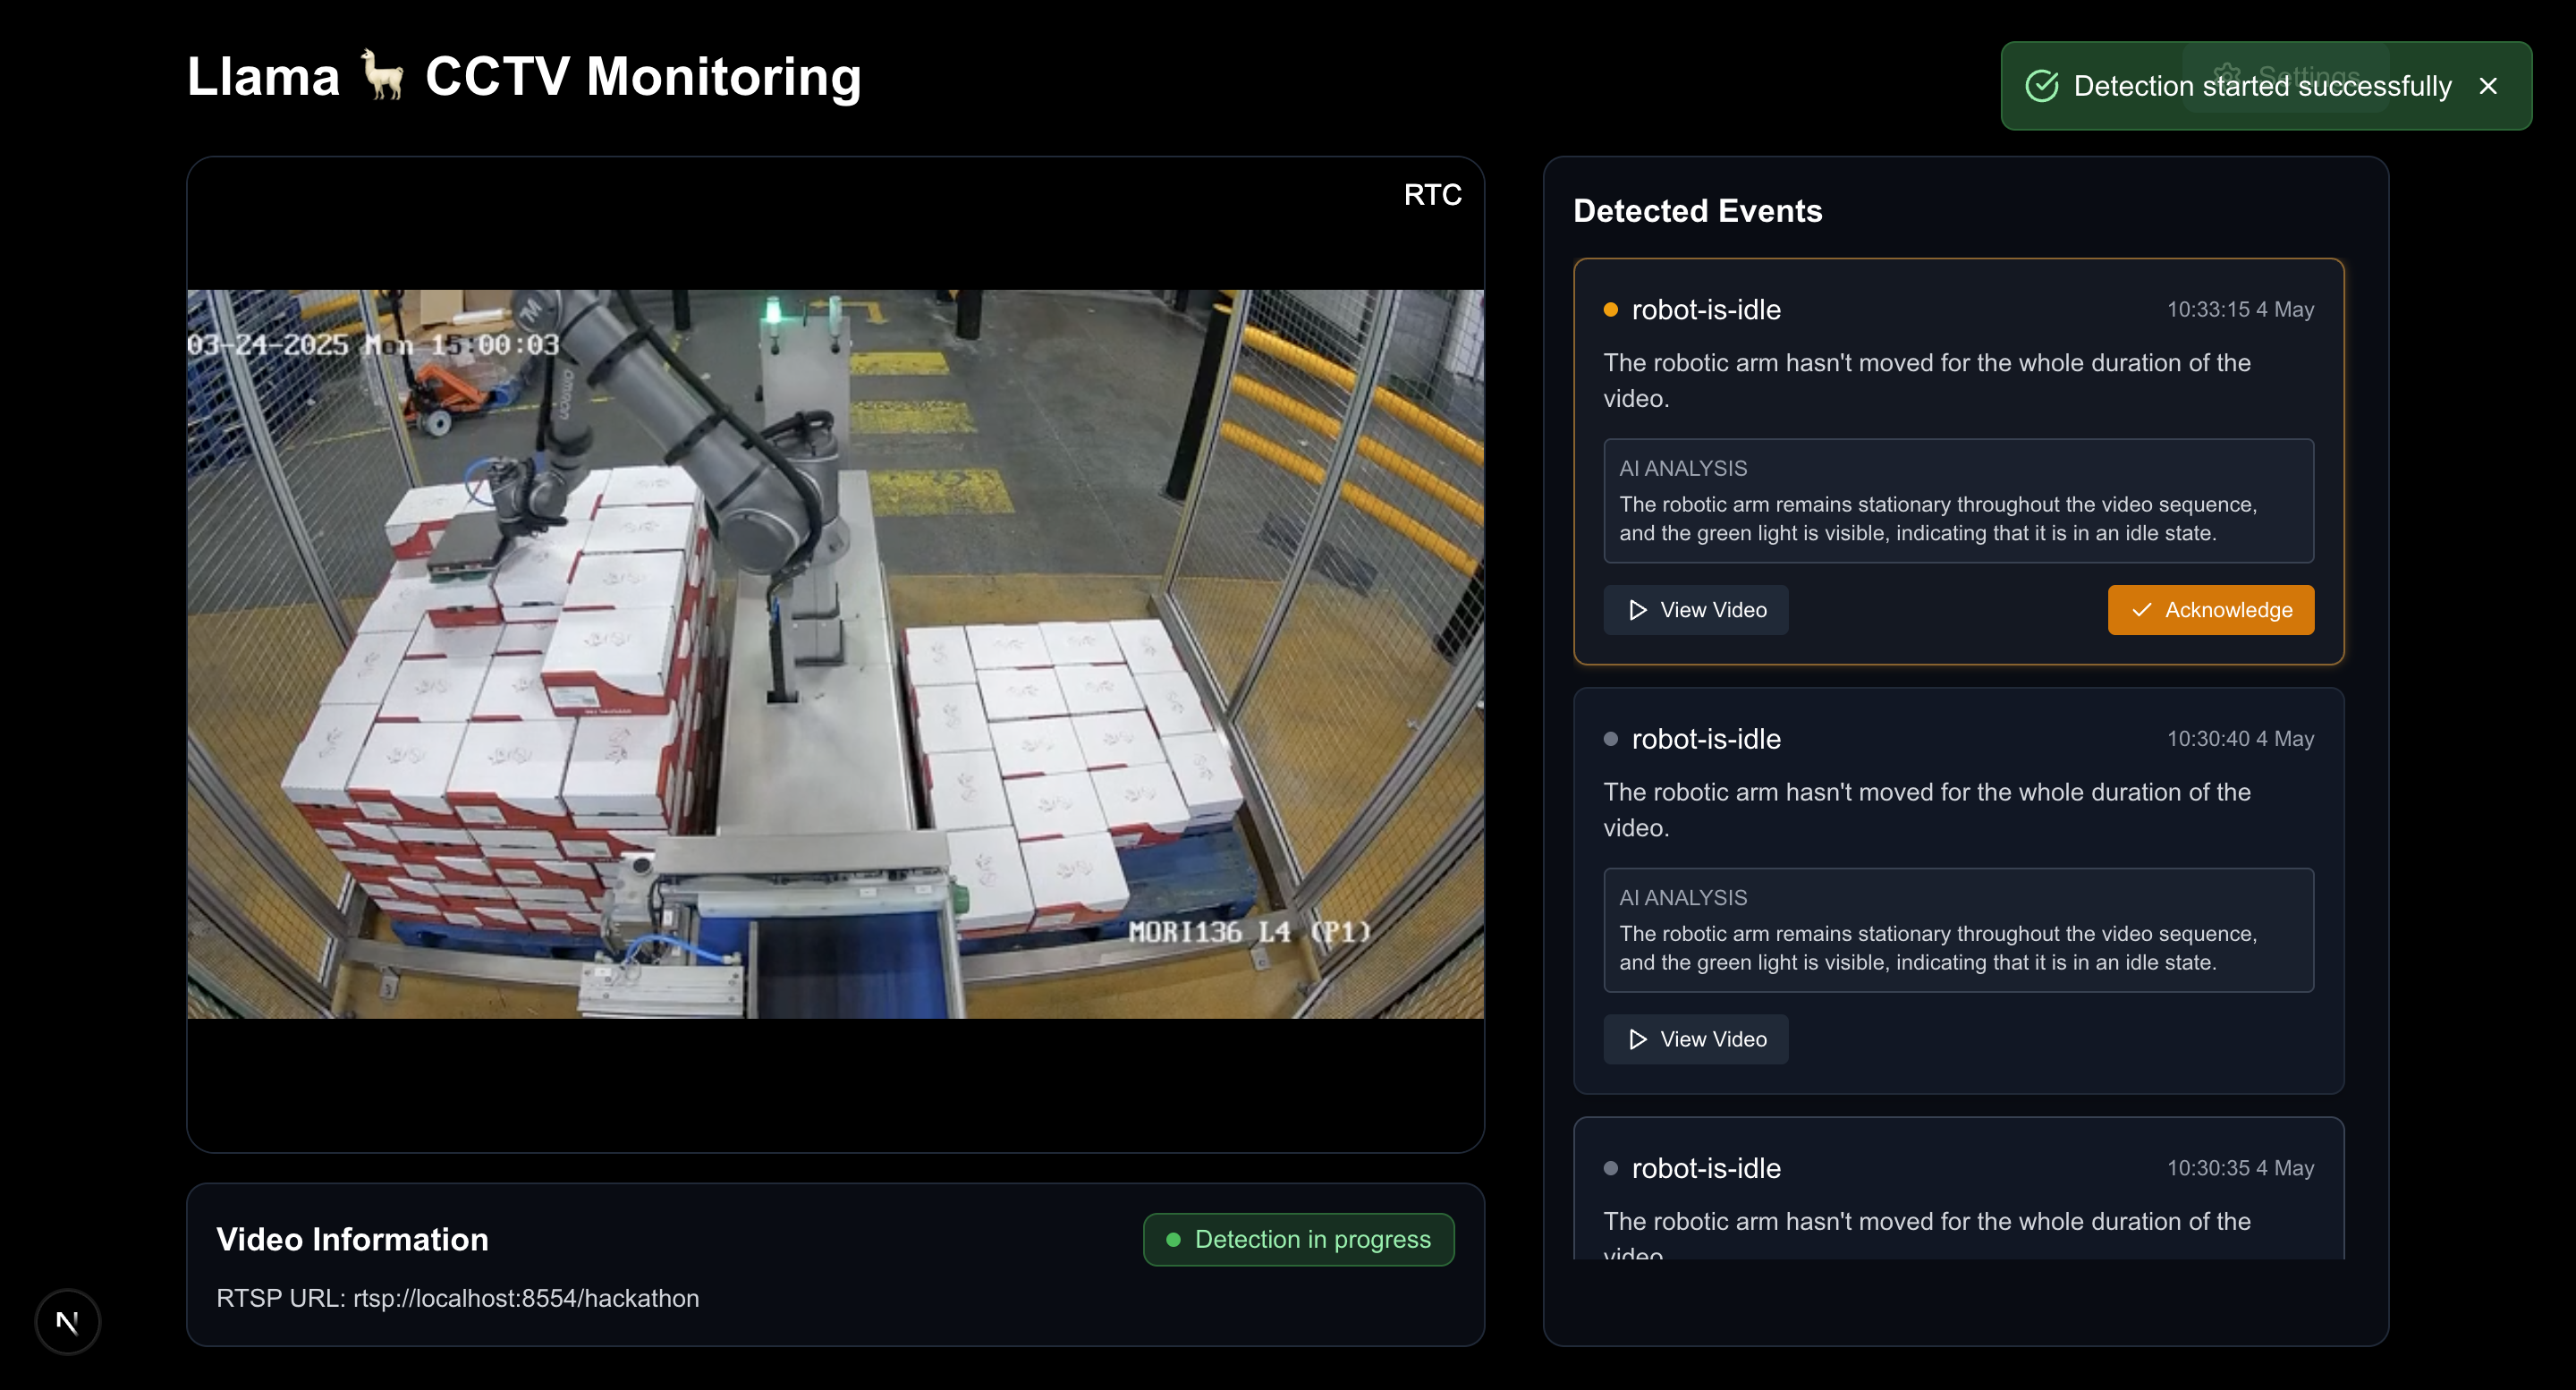 Llama 🦙 CCTV Monitoring
Settings
Detection started successfully
RTC
03-24-2025 Mon 15:00:03
OMRON
MORI136 L4 (P1)
Video Information
Detection in progress
RTSP URL: rtsp://localhost:8554/hackathon
Detected Events
robot-is-idle
10:33:15 4 May
The robotic arm hasn't moved for the whole duration of the
video.
AI ANALYSIS
The robotic arm remains stationary throughout the video sequence,
and the green light is visible, indicating that it is in an idle state.
View Video
Acknowledge
robot-is-idle
10:30:40 4 May
The robotic arm hasn't moved for the whole duration of the
video.
AI ANALYSIS
The robotic arm remains stationary throughout the video sequence,
and the green light is visible, indicating that it is in an idle state.
View Video
robot-is-idle
10:30:35 4 May
The robotic arm hasn't moved for the whole duration of the
video.